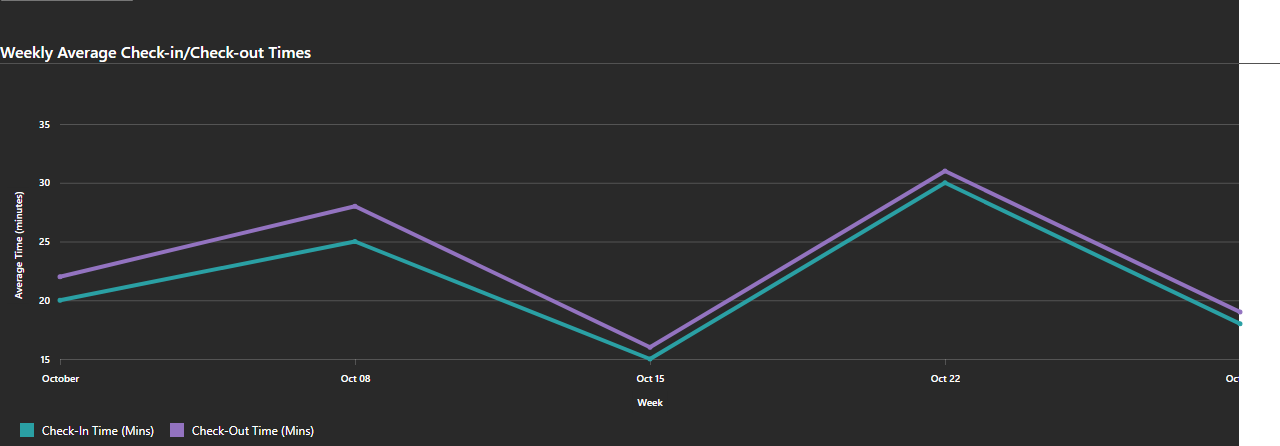 Weekly Average Check-in/Check-out Times
35
30
25
20
15
Average Time (minutes)
October
Oct 08
Oct 15
Oct 22
Week
Check-In Time (Mins)
Check-Out Time (Mins)